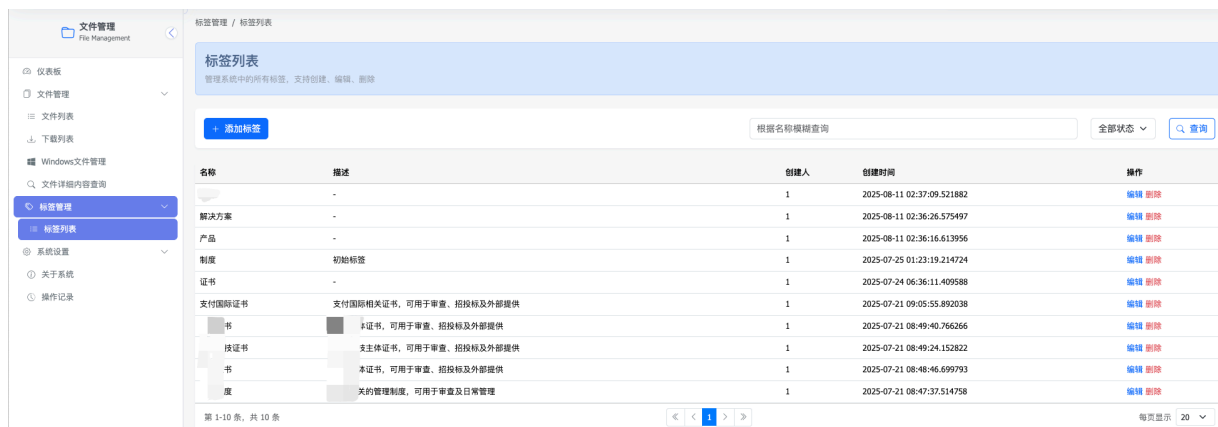 文件管理
File Management
仪表板
文件管理
文件列表
下载列表
Windows文件管理
文件详细内容查询
标签管理
标签列表
系统设置
关于系统
操作记录
标签管理 / 标签列表
标签列表
管理系统中的所有标签，支持创建、编辑、删除
+ 添加标签 根据名称模糊查询 全部状态 查询
名称 描述 创建人 创建时间 操作
- 1 2025-08-11 02:37:09.521882 编辑 删除
解决方案 - 1 2025-08-11 02:36:26.575497 编辑 删除
产品 - 1 2025-08-11 02:36:16.613956 编辑 删除
制度 初始标签 1 2025-07-25 01:23:19.214724 编辑 删除
证书 - 1 2025-07-24 06:36:11.409588 编辑 删除
支付国际证书 支付国际相关证书，可用于审查、招投标及外部提供 1 2025-07-21 09:05:55.892038 编辑 删除
书 证书，可用于审查、招投标及外部提供 1 2025-07-21 08:49:40.766266 编辑 删除
技证书 主体证书，可用于审查、招投标及外部提供 1 2025-07-21 08:49:24.152822 编辑 删除
书 证书，可用于审查、招投标及外部提供 1 2025-07-21 08:48:46.699793 编辑 删除
度 关的管理制度，可用于审查及日常管理 1 2025-07-21 08:47:37.514758 编辑 删除
第 1-10 条，共 10 条 1 每页显示 20